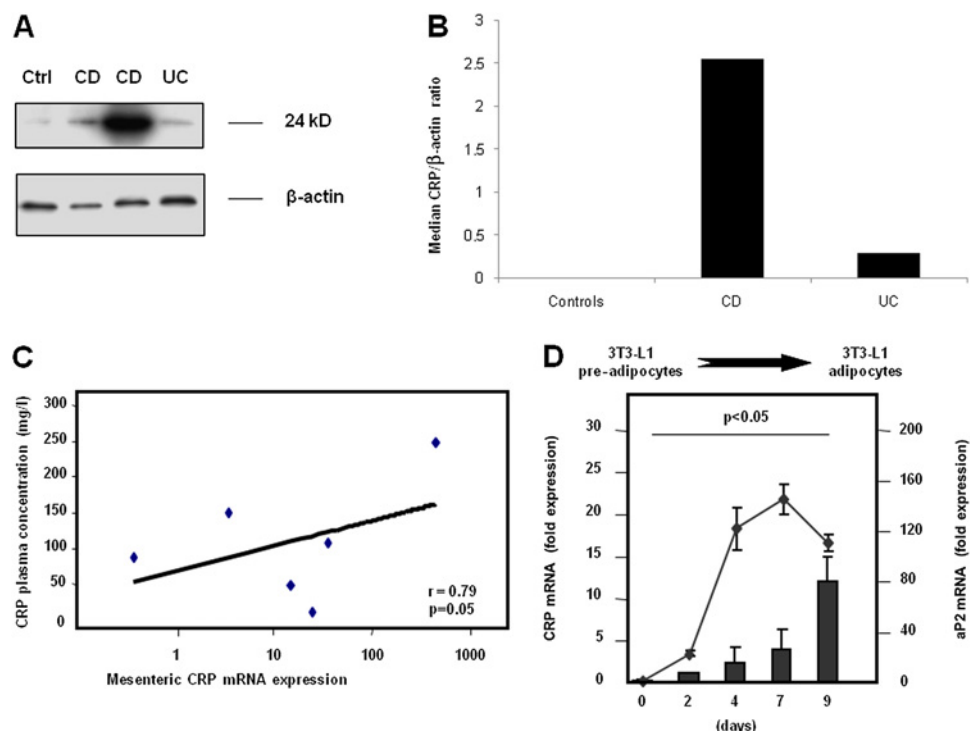 A
Ctrl CD CD UC
24 kD
β-actin
B
Median CRP/β-actin ratio
3
2.5
2
1.5
1
0.5
0
Controls CD UC
C
CRP plasma concentration (mg/l)
300
250
200
150
100
50
0
r = 0.79
p=0.05
1 10 100 1000
Mesenteric CRP mRNA expression
D
3T3-L1
pre-adipocytes
3T3-L1
adipocytes
p<0.05
CRP mRNA (fold expression)
30
25
20
15
10
5
0
200
160
120
80
40
0
aP2 mRNA (fold expression)
0 2 4 7 9
(days)